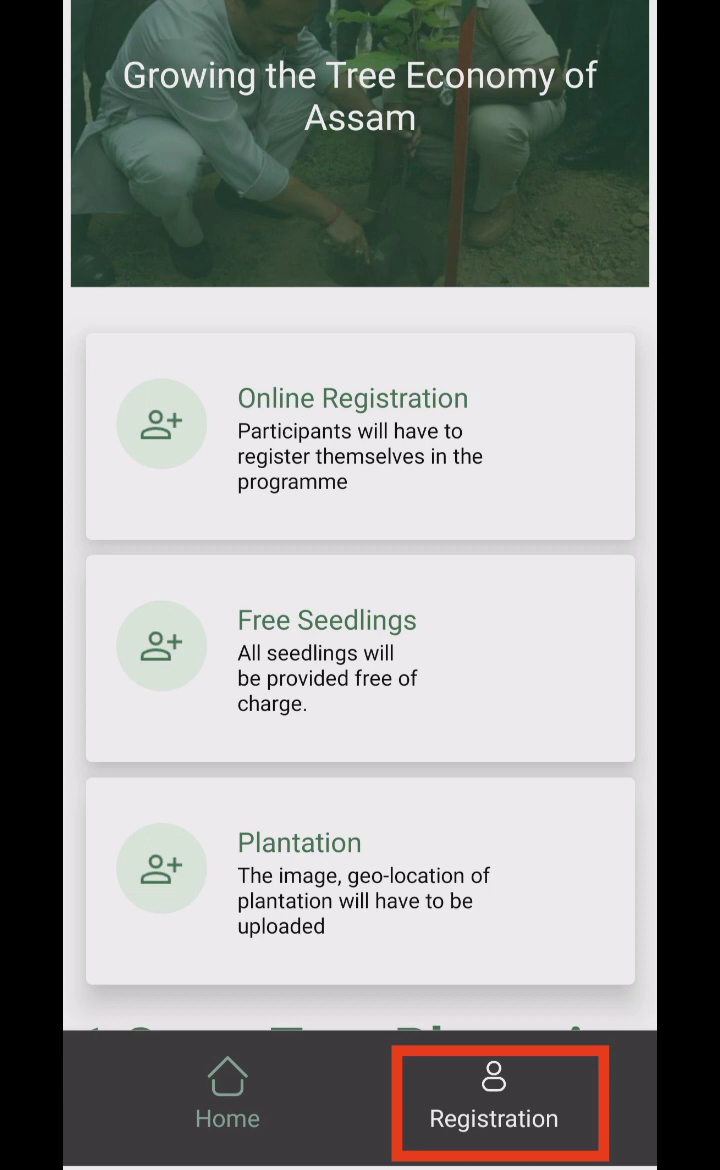 Growing the Tree Economy of
Assam
Online Registration
Participants will have to
register themselves in the
programme
Free Seedlings
All seedlings will
be provided free of
charge.
Plantation
The image, geo-location of
plantation will have to be
uploaded
Home
Registration